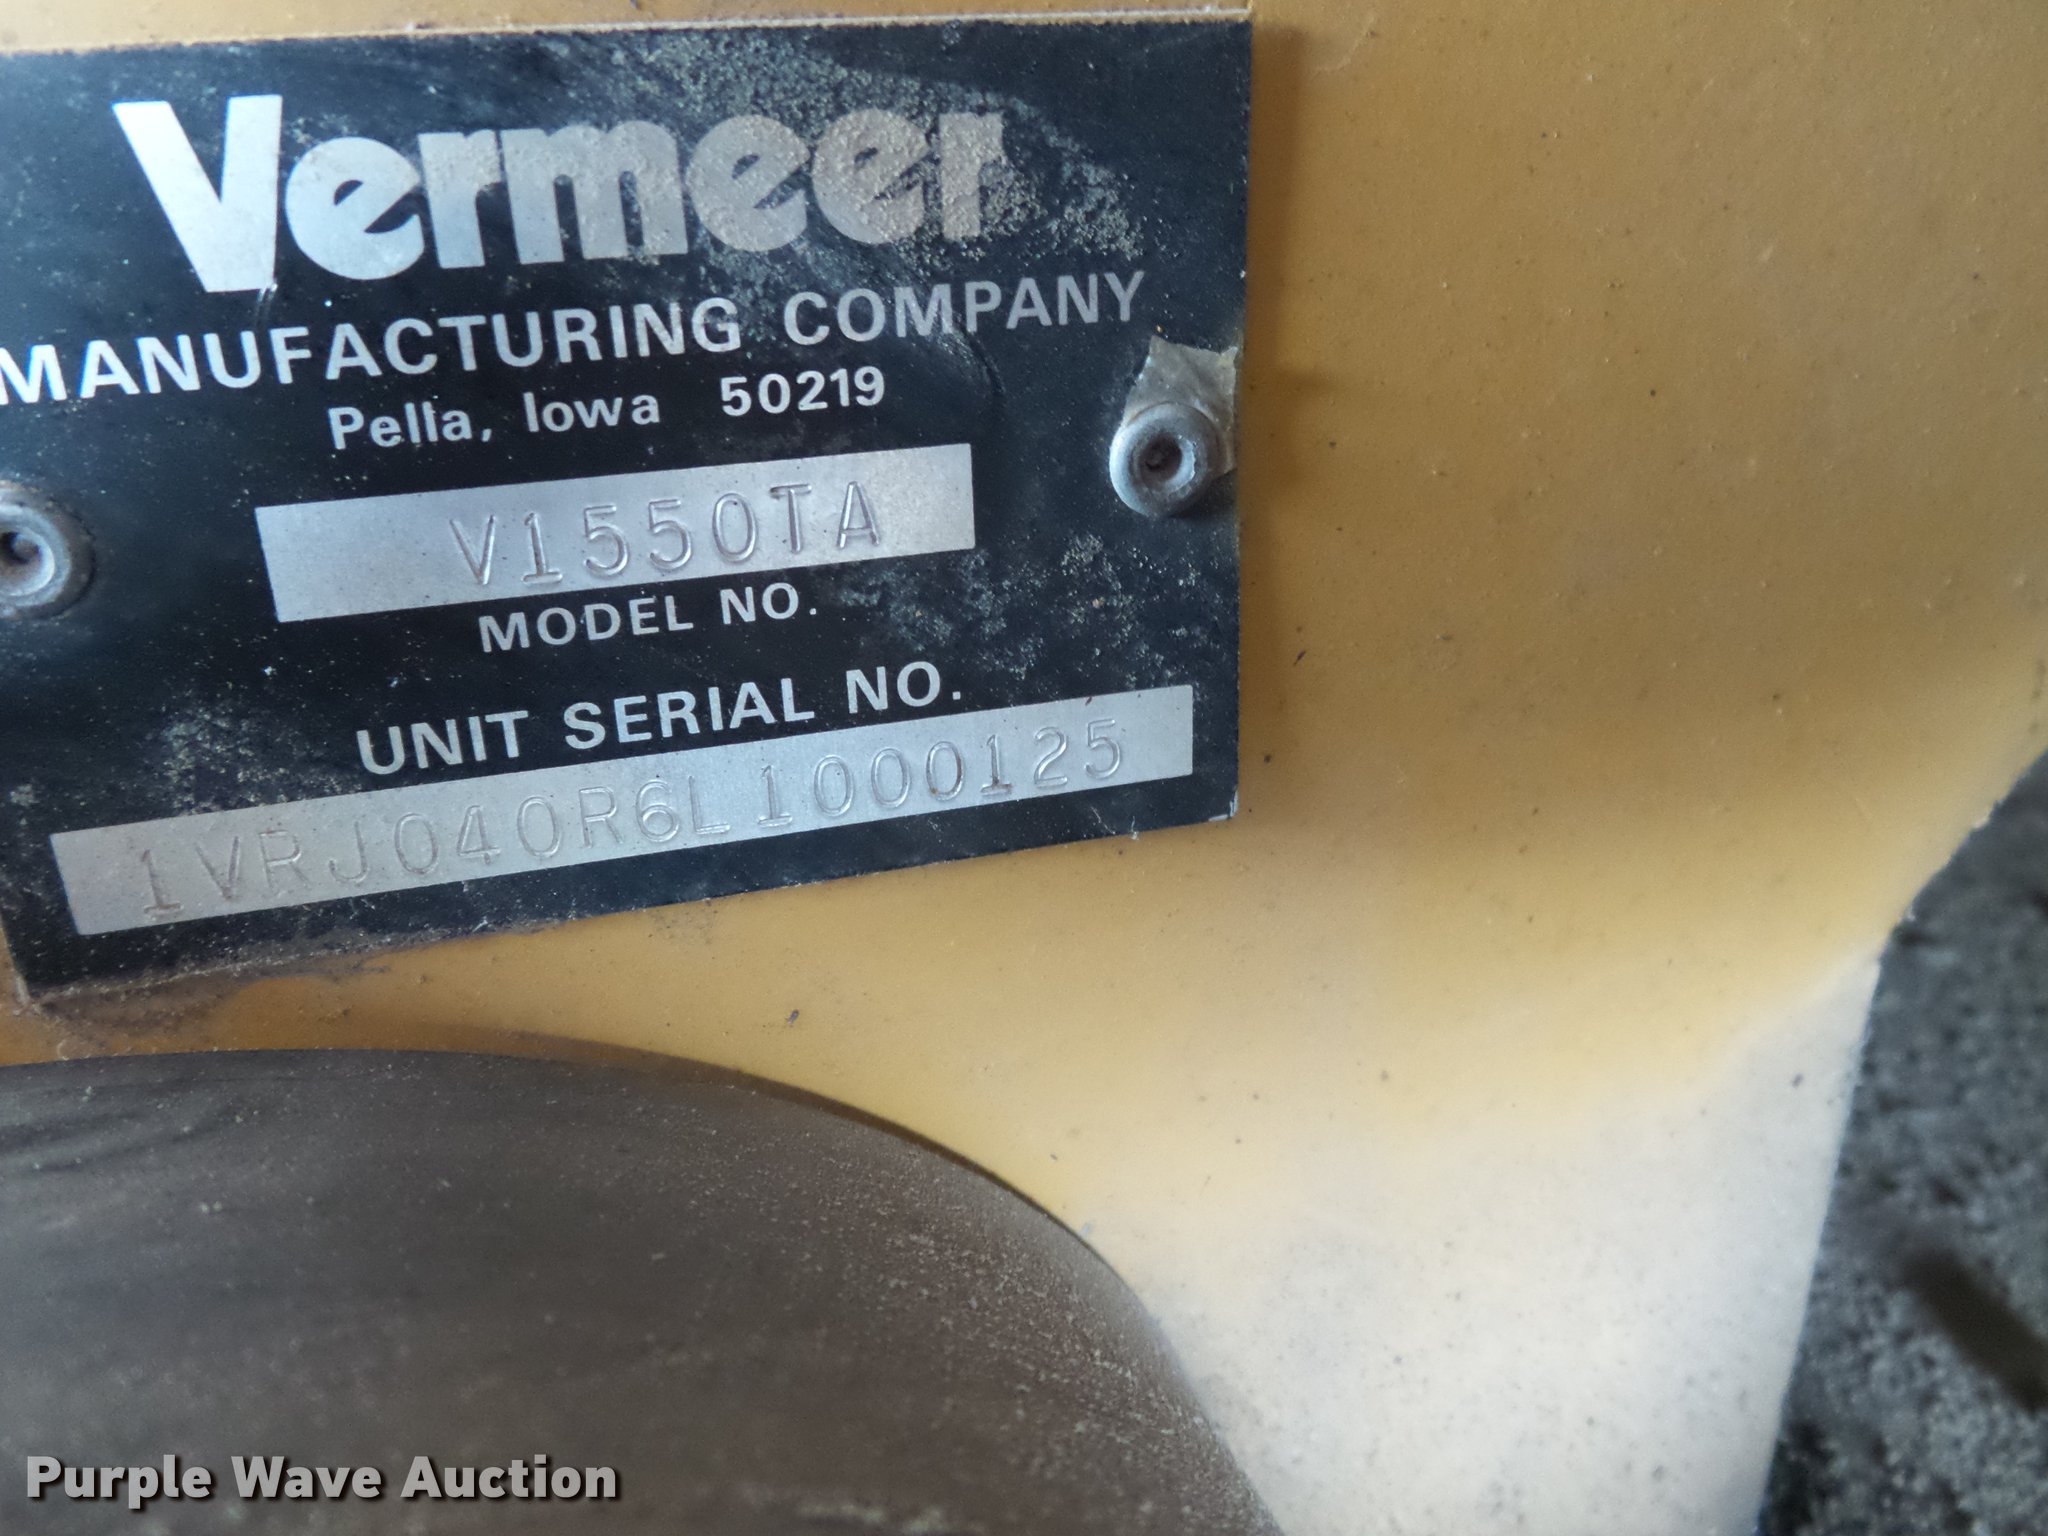 Vermeer
MANUFACTURING COMPANY
Pella, Iowa 50219
V1550TA
MODEL NO.
UNIT SERIAL NO.
1VRJ040R6L1000125
Purple Wave Auction